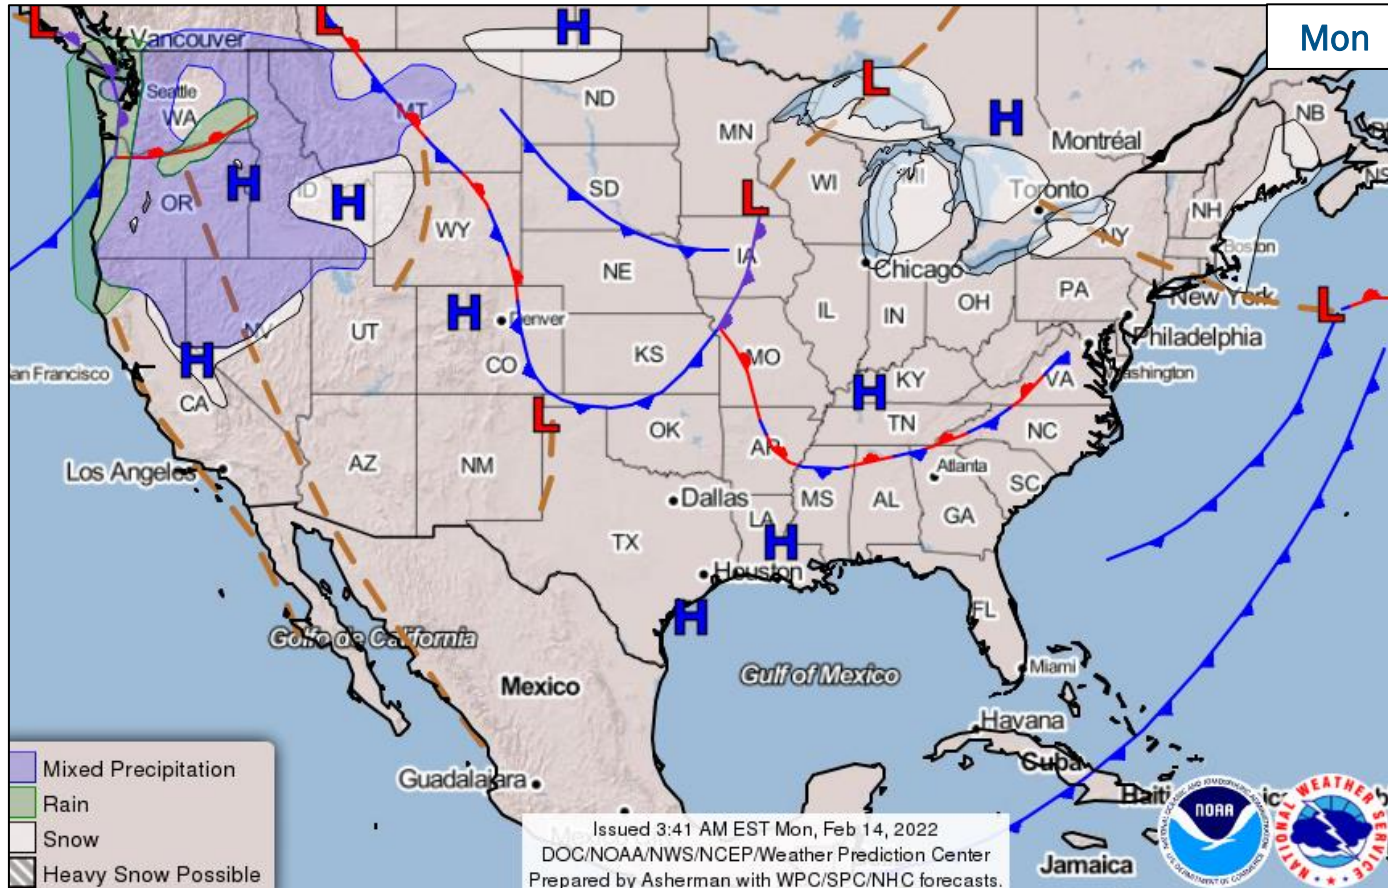 Mon
L
L
H
Vancouver
L
Seattle
WA
MT
ND
MN
H
NB
Montréal
OR
H
ID
H
SD
L
WI
MI
Toronto
NS
WY
NH
NY
Boston
IA
NE
Chicago
H
Denver
UT
NV
IL
IN
OH
PA
New York
L
Philadelphia
H
CO
KS
MO
KY
VA
Washington
an Francisco
CA
H
L
OK
AR
TN
NC
Los Angeles
AZ
NM
Atlanta
SC
Dallas
LA
MS
AL
GA
TX
H
Houston
H
FL
Golfo de California
Gulf of Mexico
Miami
Mexico
Havana
Cuba
Guadalajara
Haiti
Jamaica
Mixed Precipitation
Rain
Snow
Heavy Snow Possible
Issued 3:41 AM EST Mon, Feb 14, 2022
DOC/NOAA/NWS/NCEP/Weather Prediction Center
Prepared by Asherman with WPC/SPC/NHC forecasts.
NOAA
NATIONAL WEATHER SERVICE